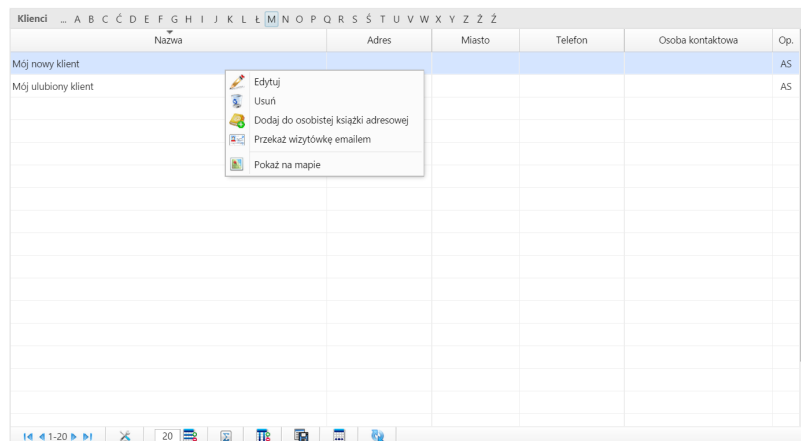 Klienci ... A B C Ć D E F G H I J K L Ł M N O P Q R S Ś T U V W X Y Z Ź Ż
Nazwa Adres Miasto Telefon Osoba kontaktowa Op.
Mój nowy klient AS
Mój ulubiony klient AS
Edytuj
Usuń
Dodaj do osobistej książki adresowej
Przekaż wizytówkę emailem
Pokaż na mapie
1-20 20